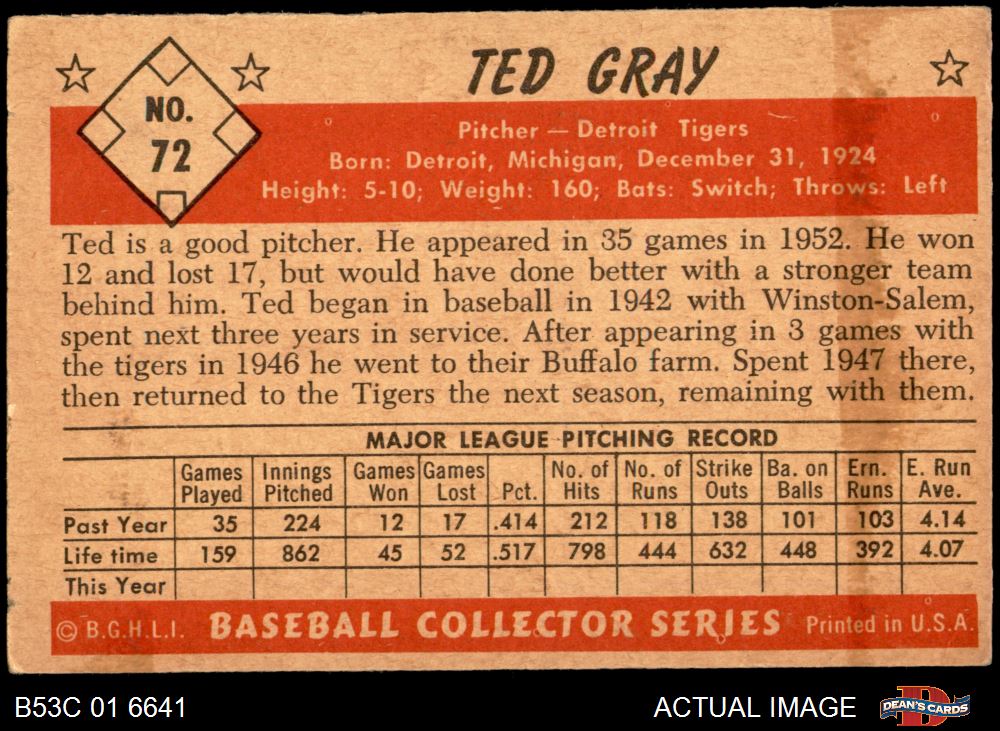 TED GRAY
NO.
72
Pitcher — Detroit Tigers
Born: Detroit, Michigan, December 31, 1924
Height: 5-10; Weight: 160; Bats: Switch; Throws: Left
Ted is a good pitcher. He appeared in 35 games in 1952. He won
12 and lost 17, but would have done better with a stronger team
behind him. Ted began in baseball in 1942 with Winston-Salem,
spent next three years in service. After appearing in 3 games with
the tigers in 1946 he went to their Buffalo farm. Spent 1947 there,
then returned to the Tigers the next season, remaining with them.
MAJOR LEAGUE PITCHING RECORD
Games Innings Games Games No. of No. of Strike Ba. on Ern. E. Run
Played Pitched Won Lost Pct. Hits Runs Outs Balls Runs Ave.
Past Year 35 224 12 17 .414 212 118 138 101 103 4.14
Life time 159 862 45 52 .517 798 444 632 448 392 4.07
This Year
© B.G.H.L.I. BASEBALL COLLECTOR SERIES Printed in U.S.A.
B53C 01 6641 ACTUAL IMAGE D DEAN'S CARDS